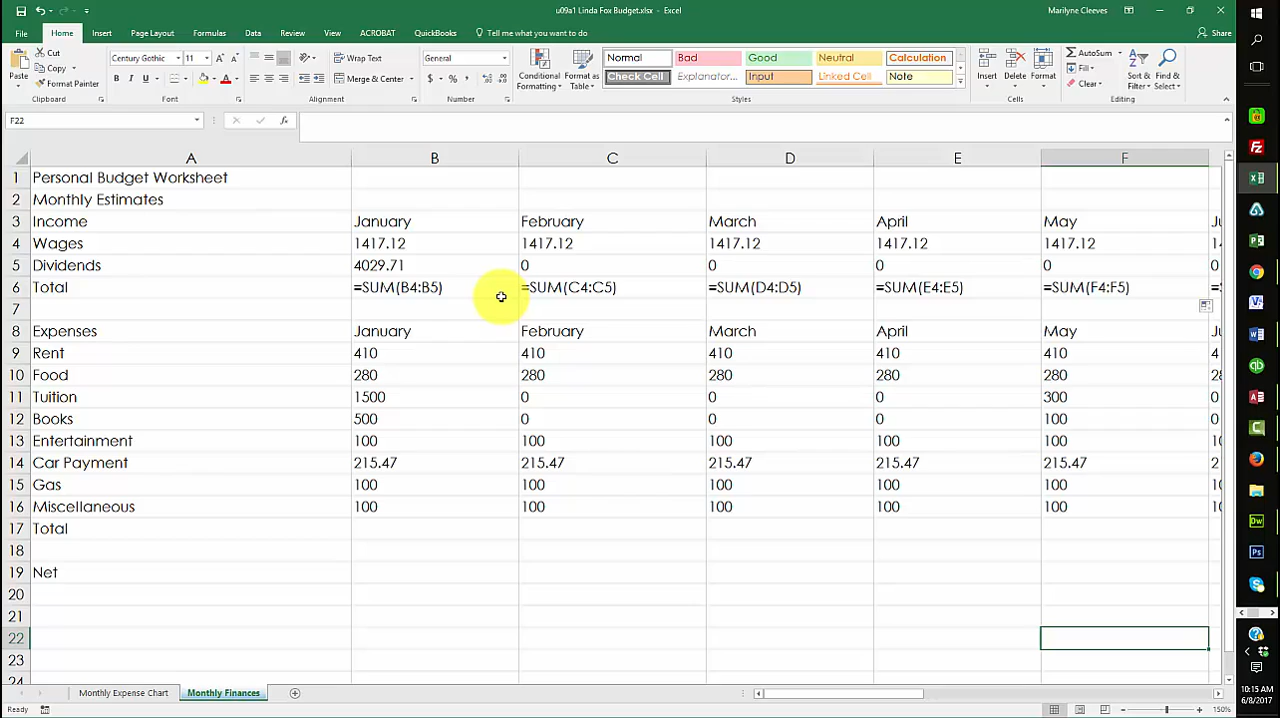 u09a1 Linda Fox Budget.xlsx - Excel
Marilyne Cleeves
File Home Insert Page Layout Formulas Data Review View ACROBAT QuickBooks Tell me what you want to do Share
Paste
Cut
Copy
Format Painter
Century Gothic 11 A A
B I U A
Wrap Text
Merge & Center
General
$ % ,
Conditional Formatting
Format as Table
Normal Bad Good Neutral Calculation
Check Cell Explanatory... Input Linked Cell Note
Insert Delete Format
AutoSum
Fill
Clear
Sort & Filter
Find & Select
Clipboard Font Alignment Number Styles Cells Editing
F22 fx
A B C D E F
1 Personal Budget Worksheet
2 Monthly Estimates
3 Income January February March April May
4 Wages 1417.12 1417.12 1417.12 1417.12 1417.12
5 Dividends 4029.71 0 0 0 0
6 Total =SUM(B4:B5) =SUM(C4:C5) =SUM(D4:D5) =SUM(E4:E5) =SUM(F4:F5)
7
8 Expenses January February March April May
9 Rent 410 410 410 410 410
10 Food 280 280 280 280 280
11 Tuition 1500 0 0 0 300
12 Books 500 0 0 0 100
13 Entertainment 100 100 100 100 100
14 Car Payment 215.47 215.47 215.47 215.47 215.47
15 Gas 100 100 100 100 100
16 Miscellaneous 100 100 100 100 100
17 Total
18
19 Net
20
21
22
23
24
Monthly Expense Chart Monthly Finances
Ready 150%
10:15 AM
6/8/2017